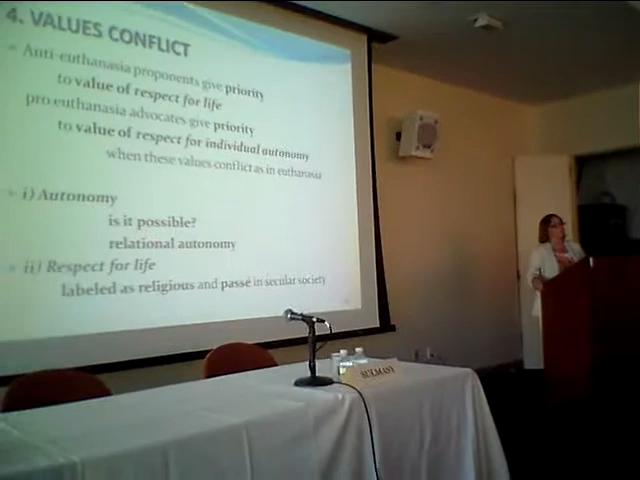 4. VALUES CONFLICT
Anti-euthanasia proponents give priority
to value of respect for life
pro euthanasia advocates give priority
to value of respect for individual autonomy
when these values conflict as in euthanasia
i) Autonomy
is it possible?
relational autonomy
ii) Respect for life
labeled as religious and passé in secular society
SULMASY